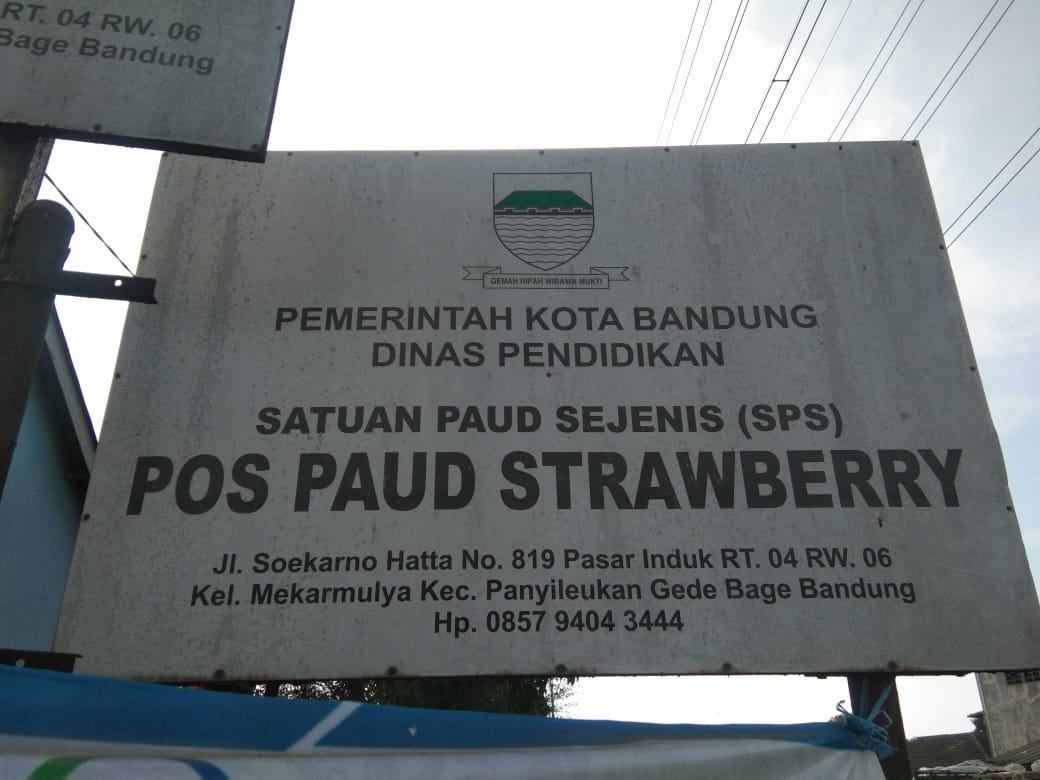 RT. 04 RW. 06
Bage Bandung
GEMAH RIPAH WIBAWA MUKTI
PEMERINTAH KOTA BANDUNG
DINAS PENDIDIKAN
SATUAN PAUD SEJENIS (SPS)
POS PAUD STRAWBERRY
Jl. Soekarno Hatta No. 819 Pasar Induk RT. 04 RW. 06
Kel. Mekarmulya Kec. Panyileukan Gede Bage Bandung
Hp. 0857 9404 3444